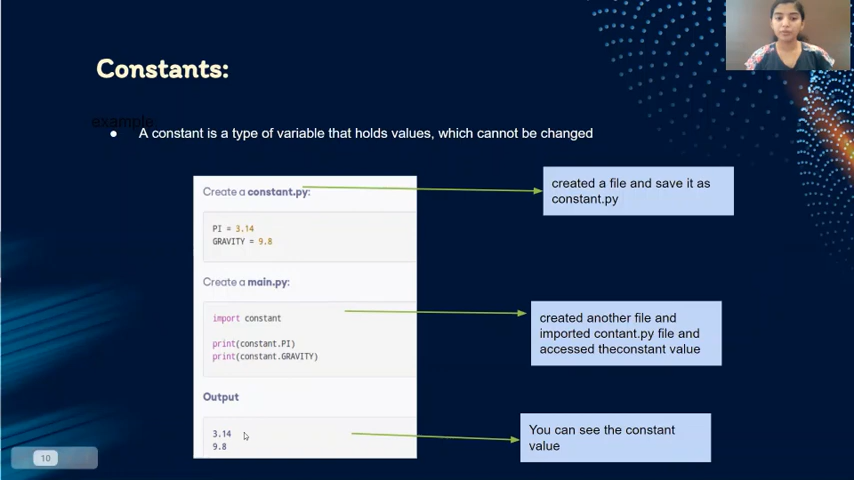 Constants:
example
● A constant is a type of variable that holds values, which cannot be changed
Create a constant.py:
PI = 3.14
GRAVITY = 9.8
Create a main.py:
import constant
print(constant.PI)
print(constant.GRAVITY)
Output
3.14
9.8
created a file and save it as
constant.py
created another file and
imported contant.py file and
accessed theconstant value
You can see the constant
value
10